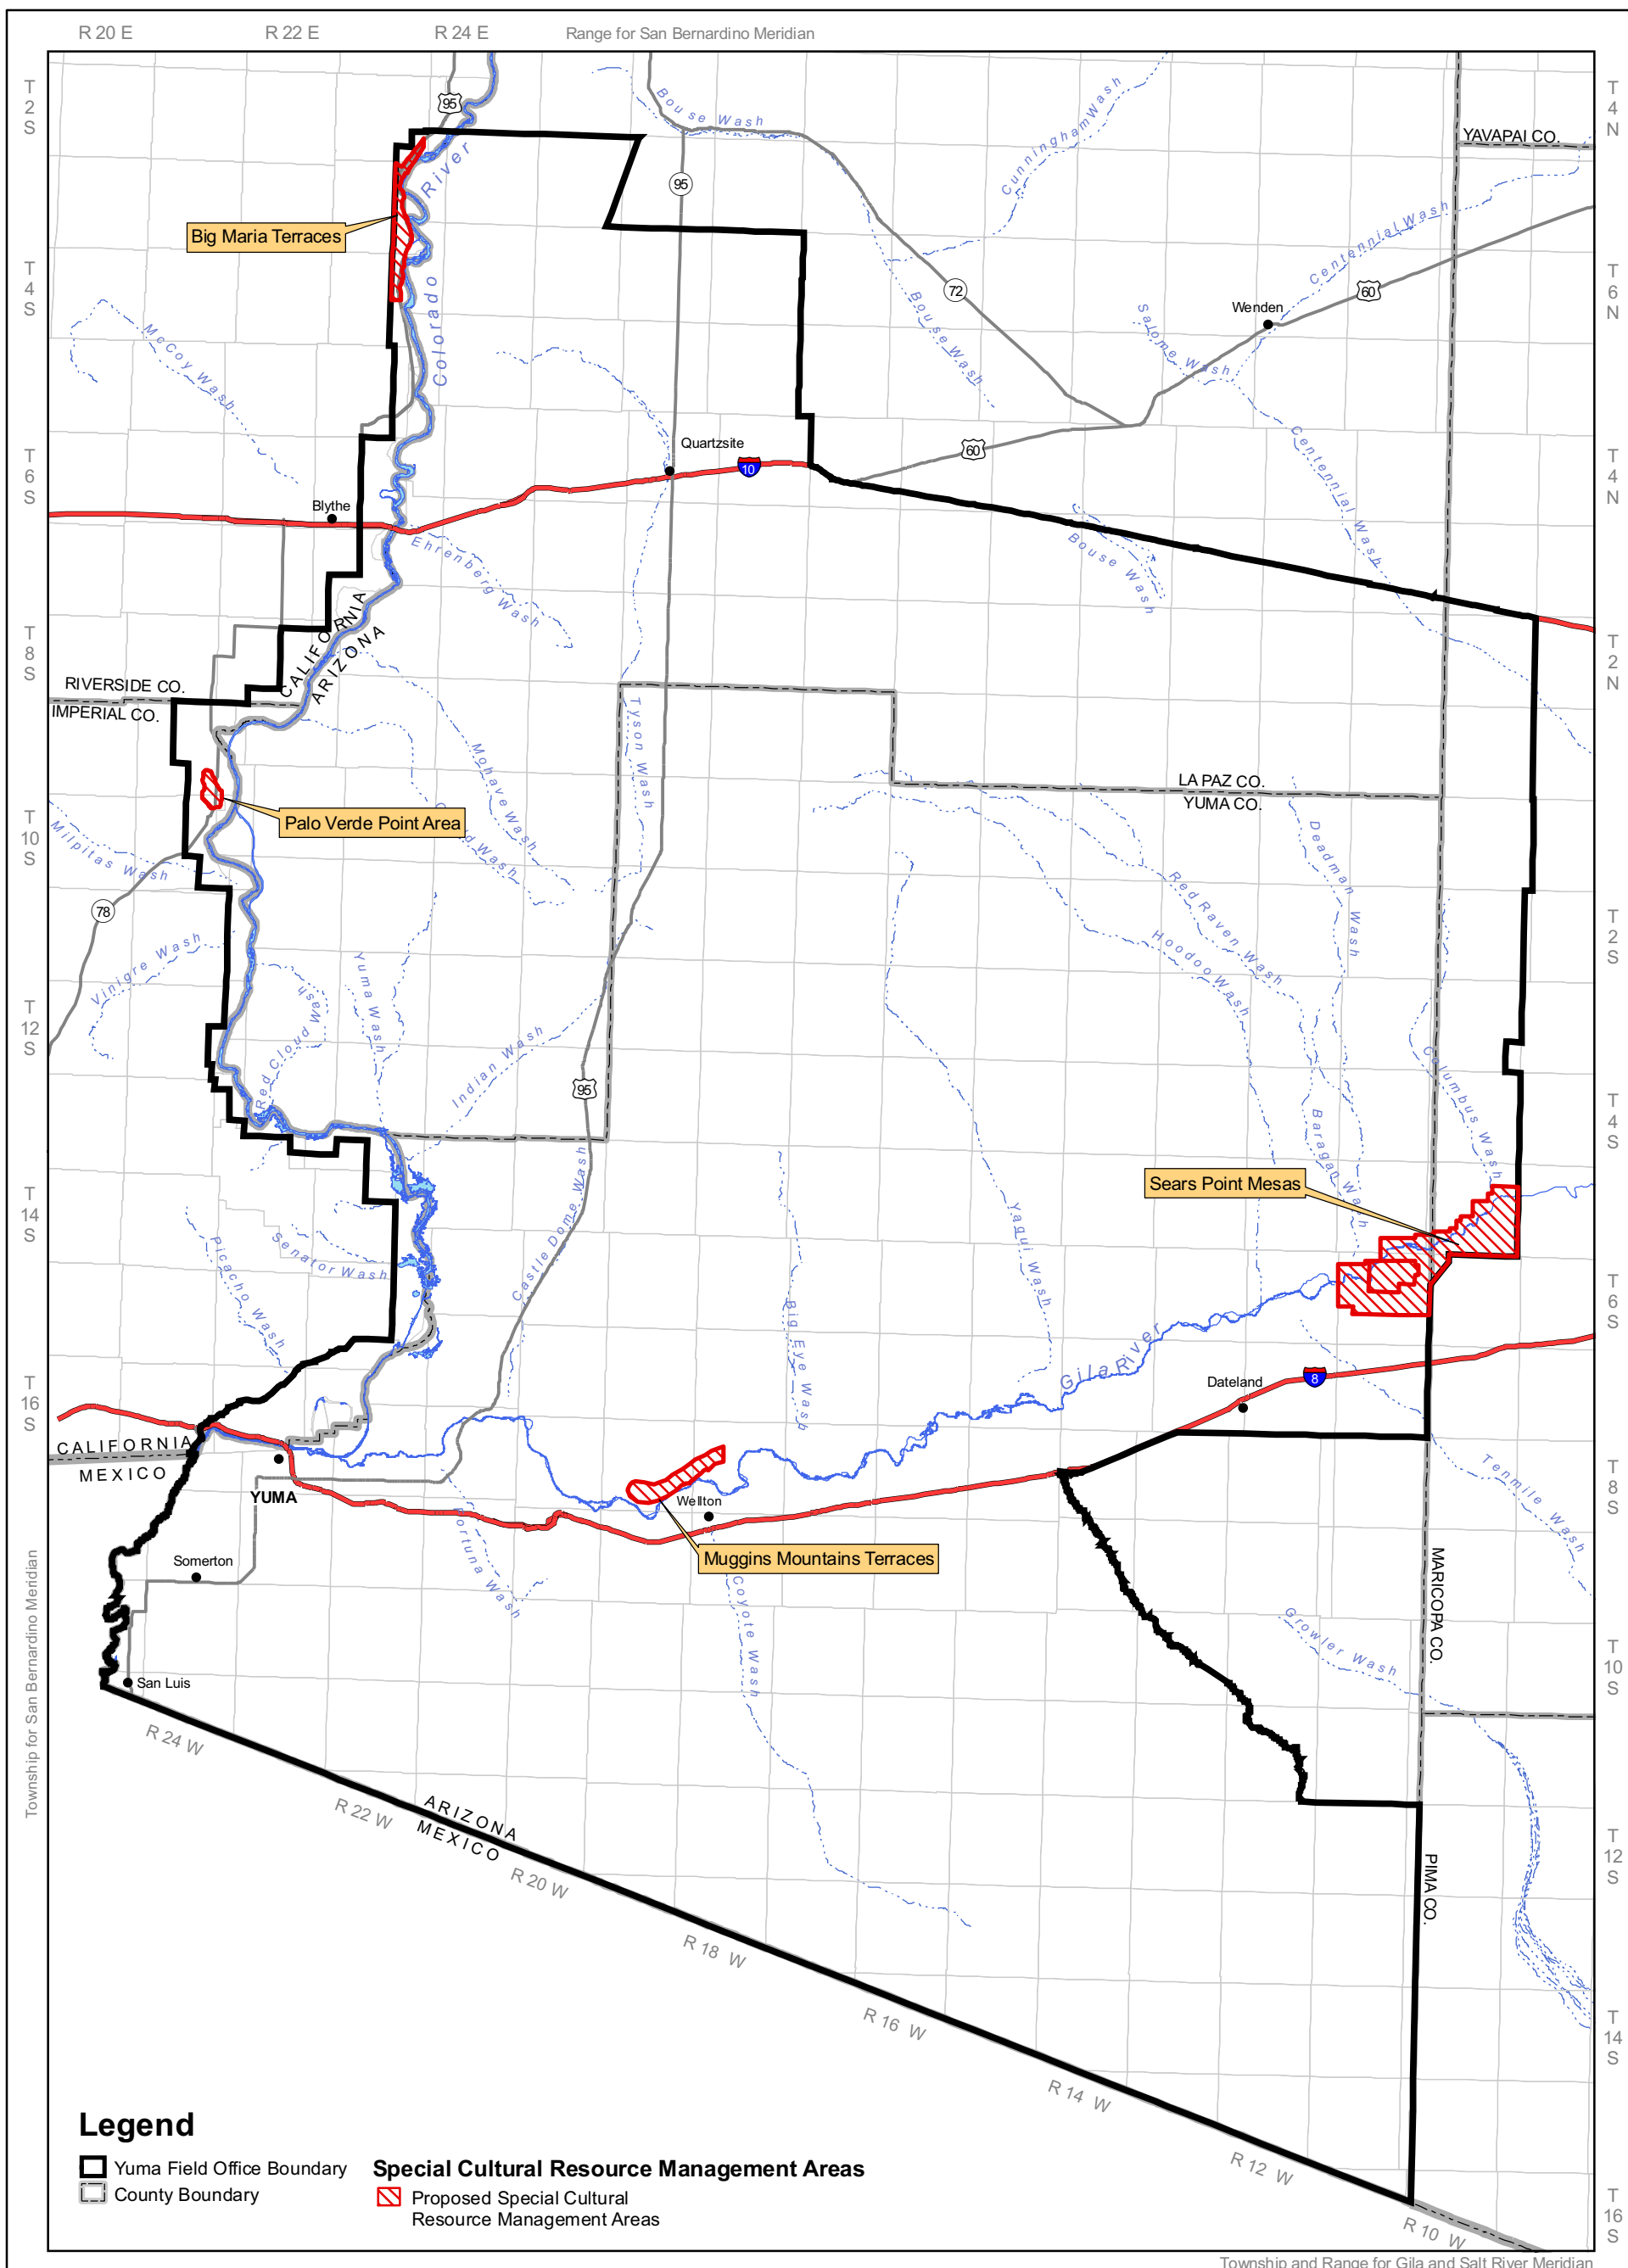 R 20 E
R 22 E
R 24 E
Range for San Bernardino Meridian
T
2
S
T
4
N
95
Bouse Wash
Cunningham Wash
YAVAPAI CO.
River
95
Big Maria Terraces
Centennial Wash
T
4
S
T
6
N
Colorado
72
60
Wenden
Bouse Wash
Salome Wash
McCoy Wash
Quartzsite
60
10
Centennial Wash
T
6
S
T
4
N
Blythe
Ehrenberg Wash
Bouse Wash
CALIFORNIA
ARIZONA
T
8
S
T
2
N
RIVERSIDE CO.
IMPERIAL CO.
Tyson Wash
Mohave Wash
LA PAZ CO.
YUMA CO.
Palo Verde Point Area
Wash
T
10
S
Milpitas Wash
Deadman Wash
Red Raven Wash
78
T
2
S
Hoodoo Wash
Vinigre Wash
Yuma Wash
Red Cloud Wash
T
12
S
Indian Wash
95
Columbus Wash
T
4
S
Baragan Wash
Castle Dome Wash
Sears Point Mesas
T
14
S
Yaqui Wash
Picacho Wash
Senator Wash
Big Eye Wash
T
6
S
Gila River
8
Dateland
T
16
S
CALIFORNIA
MEXICO
YUMA
Tenmile Wash
T
8
S
Wellton
Fortuna Wash
Muggins Mountains Terraces
Somerton
Coyote Wash
MARICOPA CO.
Growler Wash
T
10
S
San Luis
Township for San Bernardino Meridian
R 24 W
R 22 W
ARIZONA
MEXICO
R 20 W
T
12
S
PIMA CO.
R 18 W
R 16 W
T
14
S
R 14 W
R 12 W
R 10 W
T
16
S
Legend
Yuma Field Office Boundary
County Boundary
Special Cultural Resource Management Areas
Proposed Special Cultural
Resource Management Areas
Township and Range for Gila and Salt River Meridian